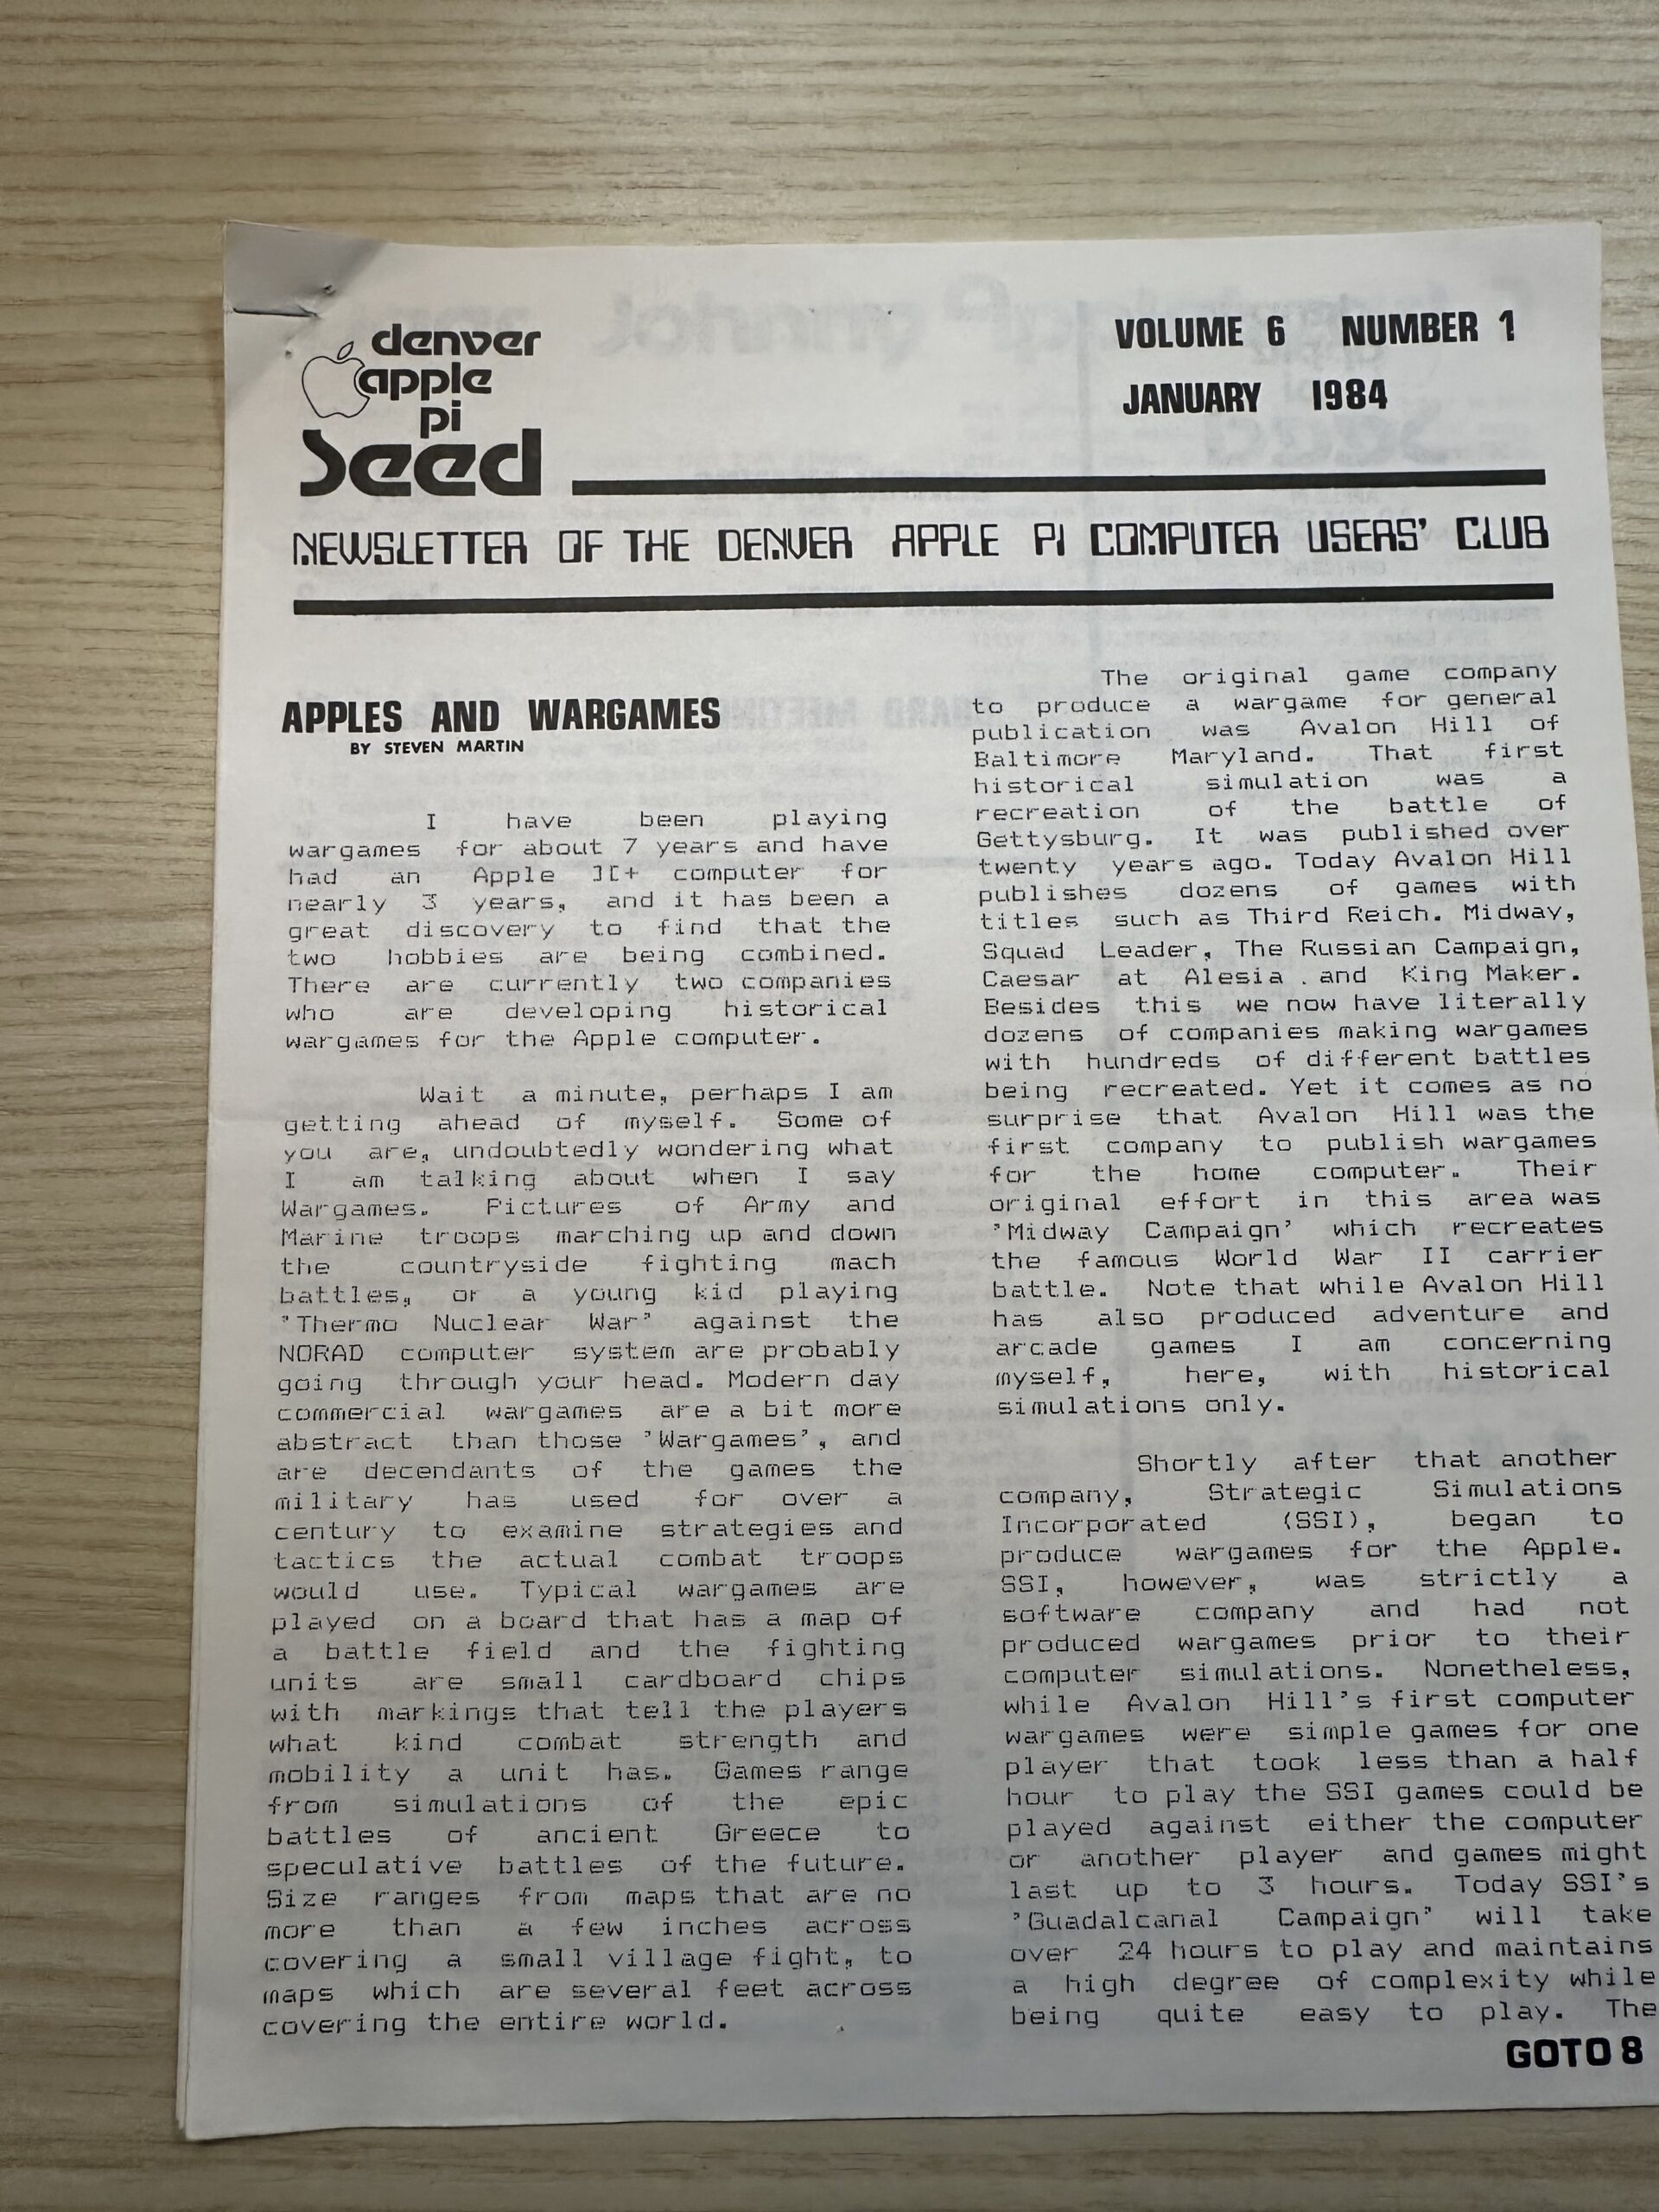 denver
apple
pi
Seed
VOLUME 6 NUMBER 1
JANUARY 1984
NEWSLETTER OF THE DENVER APPLE PI COMPUTER USERS' CLUB
APPLES AND WARGAMES
BY STEVEN MARTIN
I have been playing
wargames for about 7 years and have
had an Apple ][+ computer for
nearly 3 years, and it has been a
great discovery to find that the
two hobbies are being combined.
There are currently two companies
who are developing historical
wargames for the Apple computer.
Wait a minute, perhaps I am
getting ahead of myself. Some of
you are, undoubtedly wondering what
I am talking about when I say
Wargames. Pictures of Army and
Marine troops marching up and down
the countryside fighting mach
battles, or a young kid playing
'Thermo Nuclear War' against the
NORAD computer system are probably
going through your head. Modern day
commercial wargames are a bit more
abstract than those 'Wargames', and
are decendants of the games the
military has used for over a
century to examine strategies and
tactics the actual combat troops
would use. Typical wargames are
played on a board that has a map of
a battle field and the fighting
units are small cardboard chips
with markings that tell the players
what kind combat strength and
mobility a unit has. Games range
from simulations of the epic
battles of ancient Greece to
speculative battles of the future.
Size ranges from maps that are no
more than a few inches across
covering a small village fight, to
maps which are several feet across
covering the entire world.
The original game company
to produce a wargame for general
publication was Avalon Hill of
Baltimore Maryland. That first
historical simulation was a
recreation of the battle of
Gettysburg. It was published over
twenty years ago. Today Avalon Hill
publishes dozens of games with
titles such as Third Reich. Midway,
Squad Leader, The Russian Campaign,
Caesar at Alesia . and King Maker.
Besides this we now have literally
dozens of companies making wargames
with hundreds of different battles
being recreated. Yet it comes as no
surprise that Avalon Hill was the
first company to publish wargames
for the home computer. Their
original effort in this area was
'Midway Campaign' which recreates
the famous World War II carrier
battle. Note that while Avalon Hill
has also produced adventure and
arcade games I am concerning
myself, here, with historical
simulations only.
Shortly after that another
company, Strategic Simulations
Incorporated (SSI), began to
produce wargames for the Apple.
SSI, however, was strictly a
software company and had not
produced wargames prior to their
computer simulations. Nonetheless,
while Avalon Hill's first computer
wargames were simple games for one
player that took less than a half
hour to play the SSI games could be
played against either the computer
or another player and games might
last up to 3 hours. Today SSI's
'Guadalcanal Campaign' will take
over 24 hours to play and maintains
a high degree of complexity while
being quite easy to play. The
GOTO 8